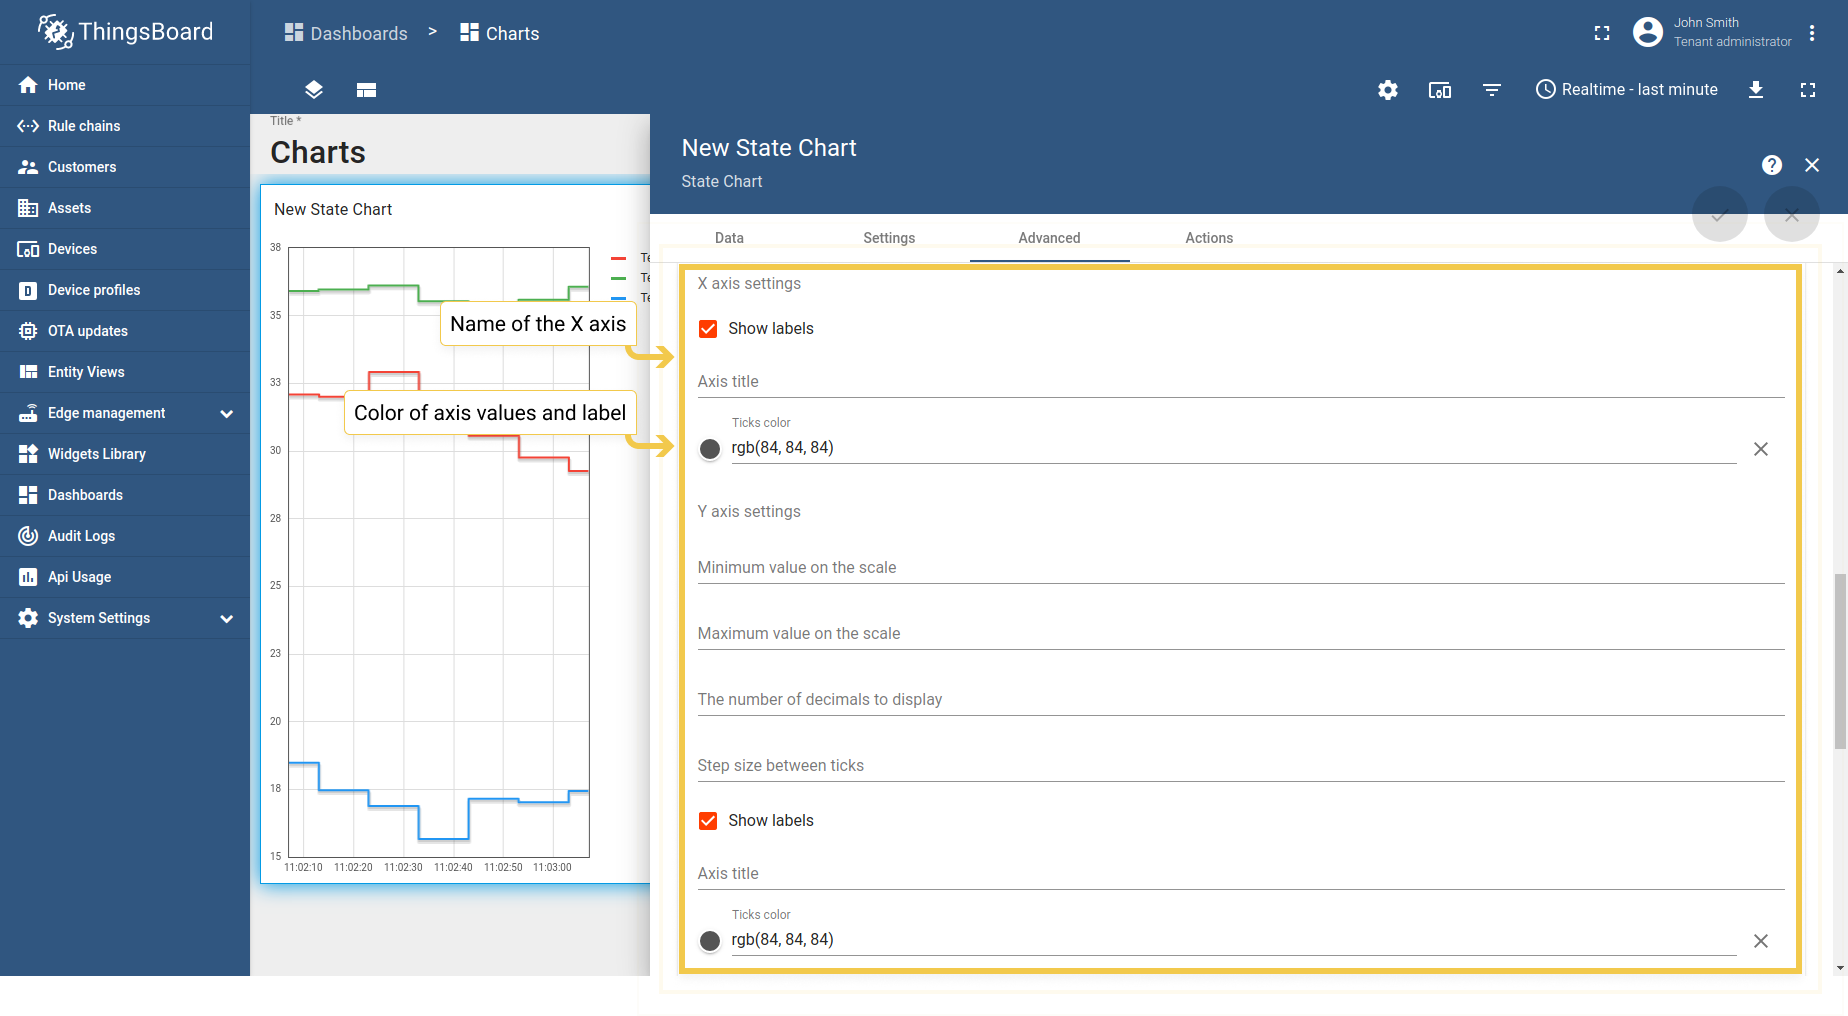 ThingsBoard
Dashboards > Charts
John Smith
Tenant administrator
Home
Rule chains
Customers
Assets
Devices
Device profiles
OTA updates
Entity Views
Edge management
Widgets Library
Dashboards
Audit Logs
Api Usage
System Settings
Realtime - last minute
Title *
Charts
New State Chart
38
35
33
30
28
25
23
20
18
15
11:02:10 11:02:20 11:02:30 11:02:40 11:02:50 11:03:00
Te
Te
Te
Name of the X axis
Color of axis values and label
New State Chart
State Chart
Data Settings Advanced Actions
X axis settings
Show labels
Axis title
Ticks color
rgb(84, 84, 84)
Y axis settings
Minimum value on the scale
Maximum value on the scale
The number of decimals to display
Step size between ticks
Show labels
Axis title
Ticks color
rgb(84, 84, 84)